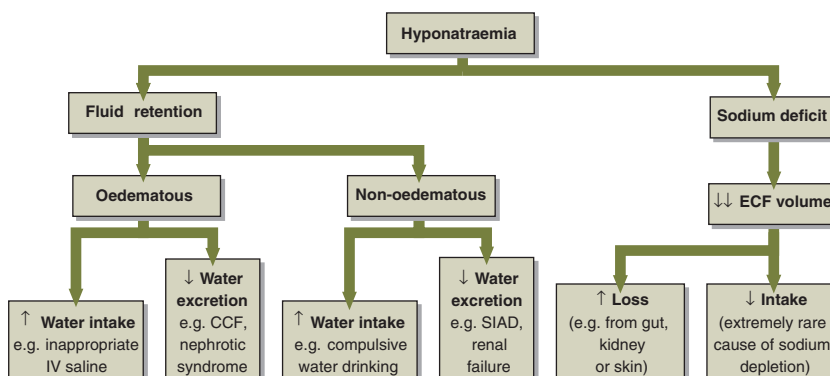 Hyponatraemia
Fluid retention
Sodium deficit
Oedematous
Non-oedematous
↓↓ ECF volume
↑ Water intake
e.g. inappropriate
IV saline
↓ Water
excretion
e.g. CCF,
nephrotic
syndrome
↑ Water intake
e.g. compulsive
water drinking
↓ Water
excretion
e.g. SIAD,
renal
failure
↑ Loss
(e.g. from gut,
kidney
or skin)
↓ Intake
(extremely rare
cause of sodium
depletion)